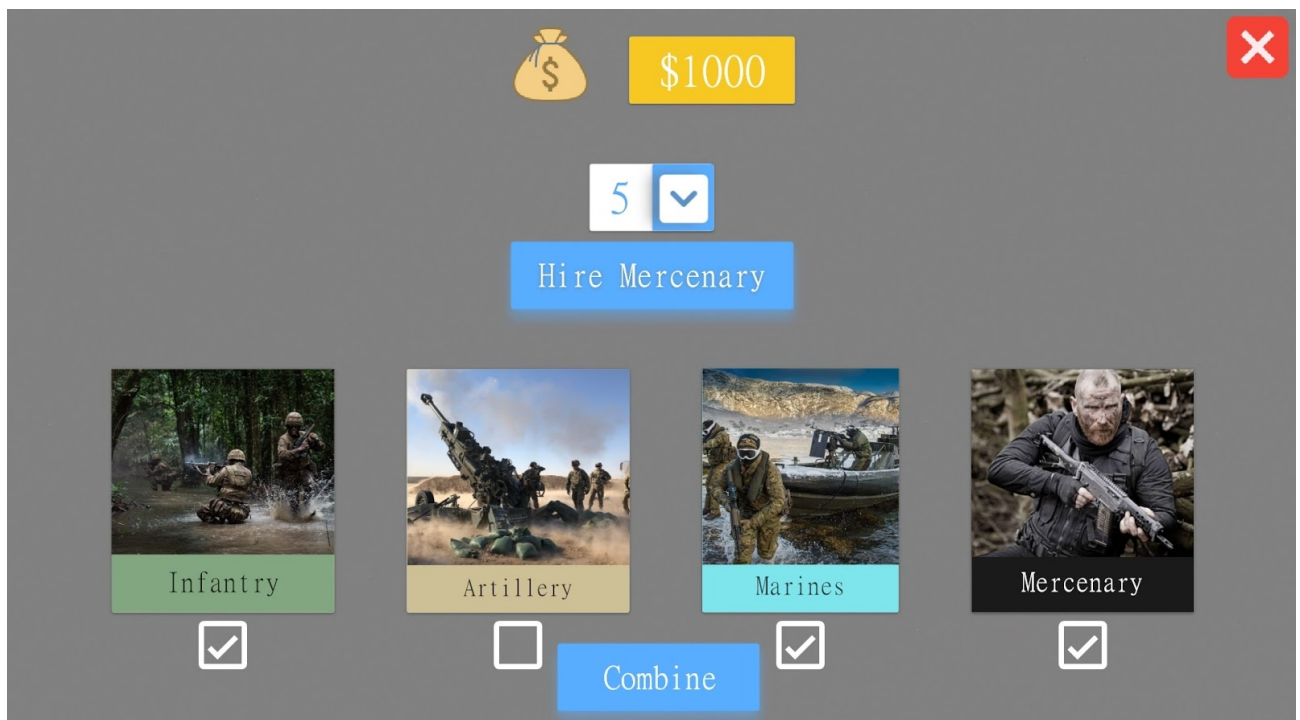 $
$1000
5
Hire Mercenary
Infantry
Artillery
Marines
Mercenary
Combine